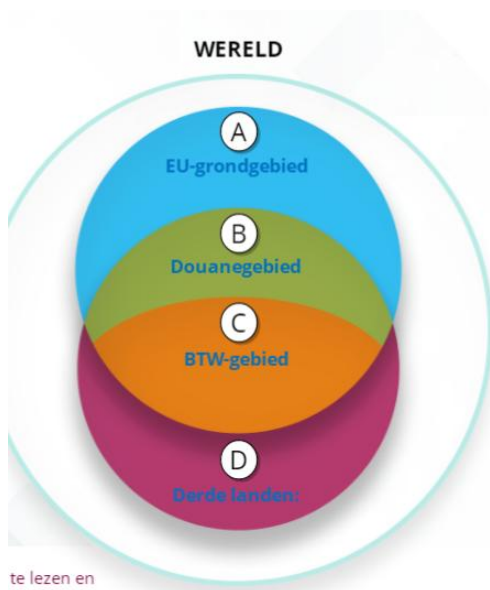 WERELD
A
EU-grondgebied
B
Douanegebied
C
BTW-gebied
D
Derde landen:
te lezen en